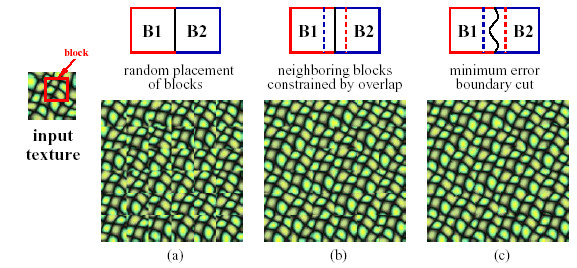 B1 B2
B1 B2
B1 B2
block
random placement
of blocks
neighboring blocks
constrained by overlap
minimum error
boundary cut
input
texture
(a)
(b)
(c)